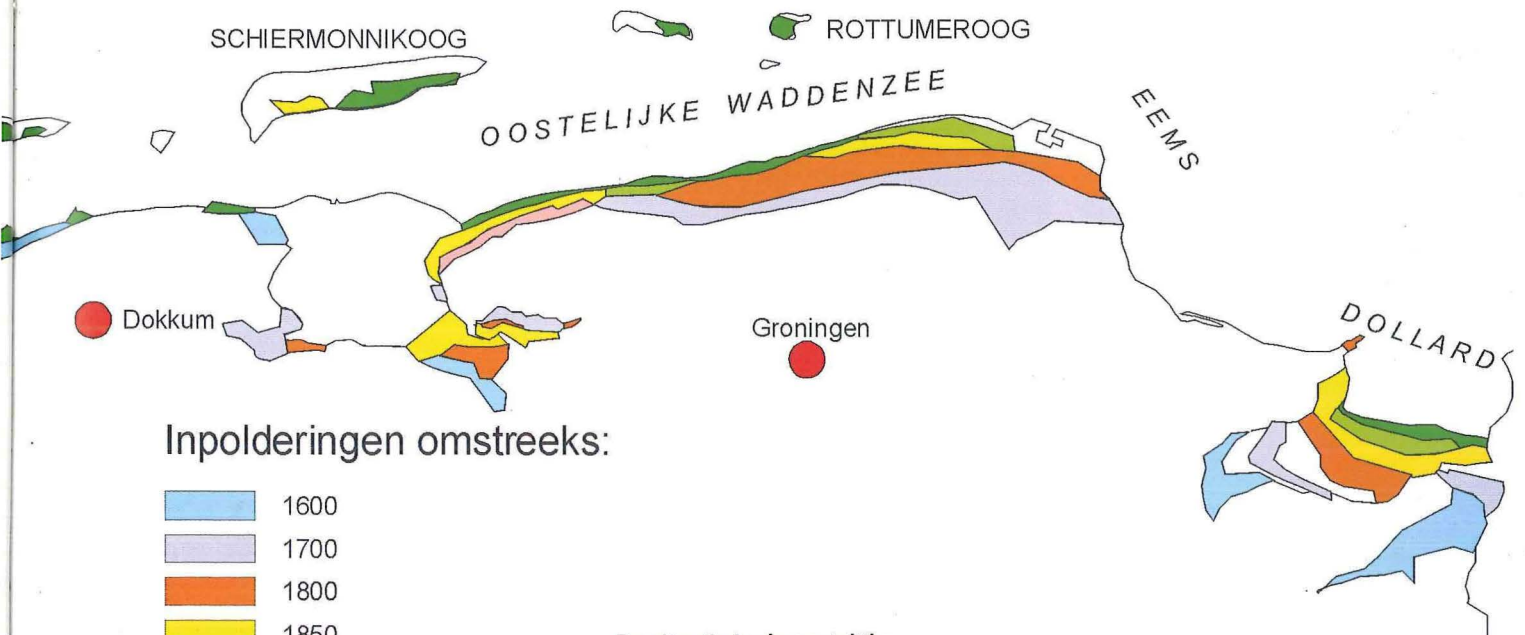 SCHIERMONNIKOOG
ROTTUMEROOG
OOSTELIJKE WADDENZEE
EEMS
DOLLARD
Dokkum
Groningen
Inpolderingen omstreeks:
1600
1700
1800
1850